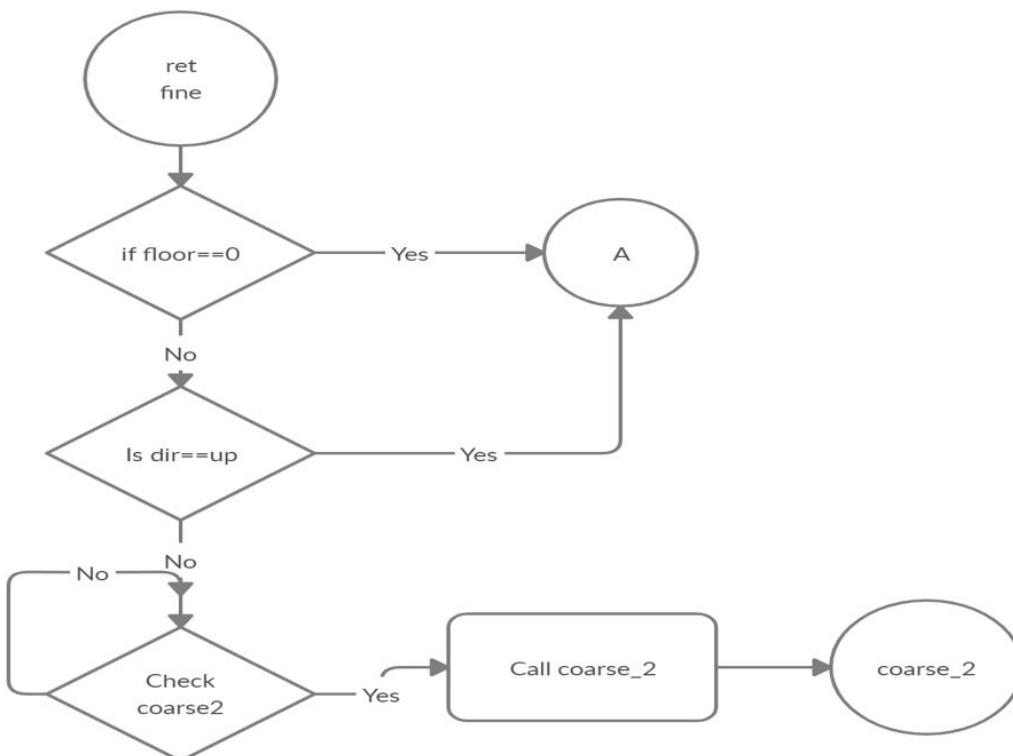 ret
fine
if floor==0
Yes
A
No
Is dir==up
Yes
No
No
Check
coarse2
Yes
Call coarse_2
coarse_2